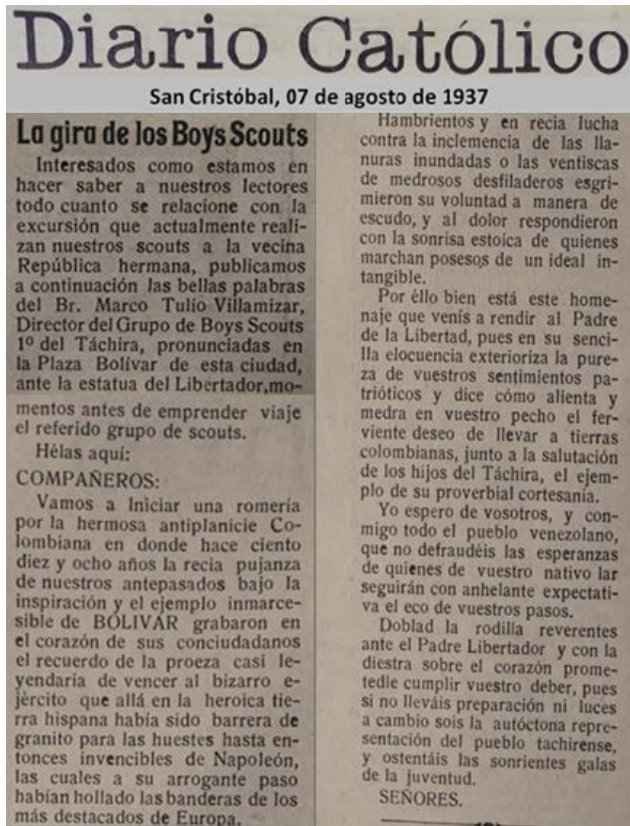 Diario Católico
San Cristóbal, 07 de agosto de 1937
La gira de los Boys Scouts
Interesados como estamos en
hacer saber a nuestros lectores
todo cuanto se relacione con la
excursión que actualmente reali-
zan nuestros scouts a la vecina
República hermana, publicamos
a continuación las bellas palabras
del Br. Marco Tulio Villamizar,
Director del Grupo de Boys Scouts
1º del Táchira, pronunciadas en
la Plaza Bolívar de esta ciudad,
ante la estatua del Libertador,mo-
mentos antes de emprender viaje
el referido grupo de scouts.
Hélas aquí:
COMPAÑEROS:
Vamos a Iniciar una romería
por la hermosa antiplanicie Co-
lombiana en donde hace ciento
diez y ocho años la recia pujanza
de nuestros antepasados bajo la
inspiración y el ejemplo inmarce-
sible de BOLIVAR grabaron en
el corazón de sus conciudadanos
el recuerdo de la proeza casi le-
yendaria de vencer al bizarro e-
jército que allá en la heroica tie-
rra hispana había sido barrera de
granito para las huestes hasta en-
tonces invencibles de Napoleón,
las cuales a su arrogante paso
habían hollado las banderas de los
más destacados de Europa.
Hambrientos y en recia lucha
contra la inclemencia de las lla-
nuras inundadas o las ventiscas
de medrosos desfiladeros esgri-
mieron su voluntad a manera de
escudo, y al dolor respondieron
con la sonrisa estoica de quienes
marchan posesos de un ideal in-
tangible.
Por éllo bien está este home-
naje que venís a rendir al Padre
de la Libertad, pues en su senci-
lla elocuencia exterioriza la pure-
za de vuestros sentimientos pa-
trióticos y dice cómo alienta y
medra en vuestro pecho el fer-
viente deseo de llevar a tierras
colombianas, junto a la salutación
de los hijos del Táchira, el ejem-
plo de su proverbial cortesanía.
Yo espero de vosotros, y con-
migo todo el pueblo venezolano,
que no defraudéis las esperanzas
de quienes de vuestro nativo lar
seguirán con anhelante expectati-
va el eco de vuestros pasos.
Doblad la rodilla reverentes
ante el Padre Libertador y con la
diestra sobre el corazón prome-
tedle cumplir vuestro deber, pues
si no lleváis preparación ni luces
a cambio sois la autóctona repre-
sentación del pueblo tachirense,
y ostentáis las sonrientes galas
de la juventud.
SEÑORES.